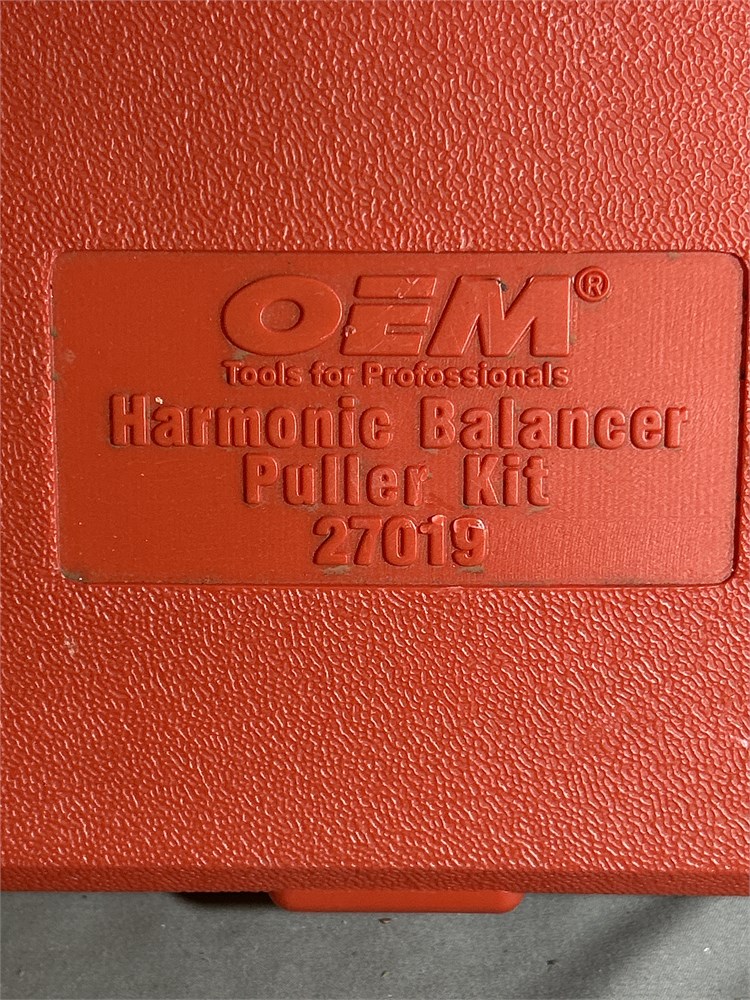 OEM®
Tools for Professionals
Harmonic Balancer
Puller Kit
27019